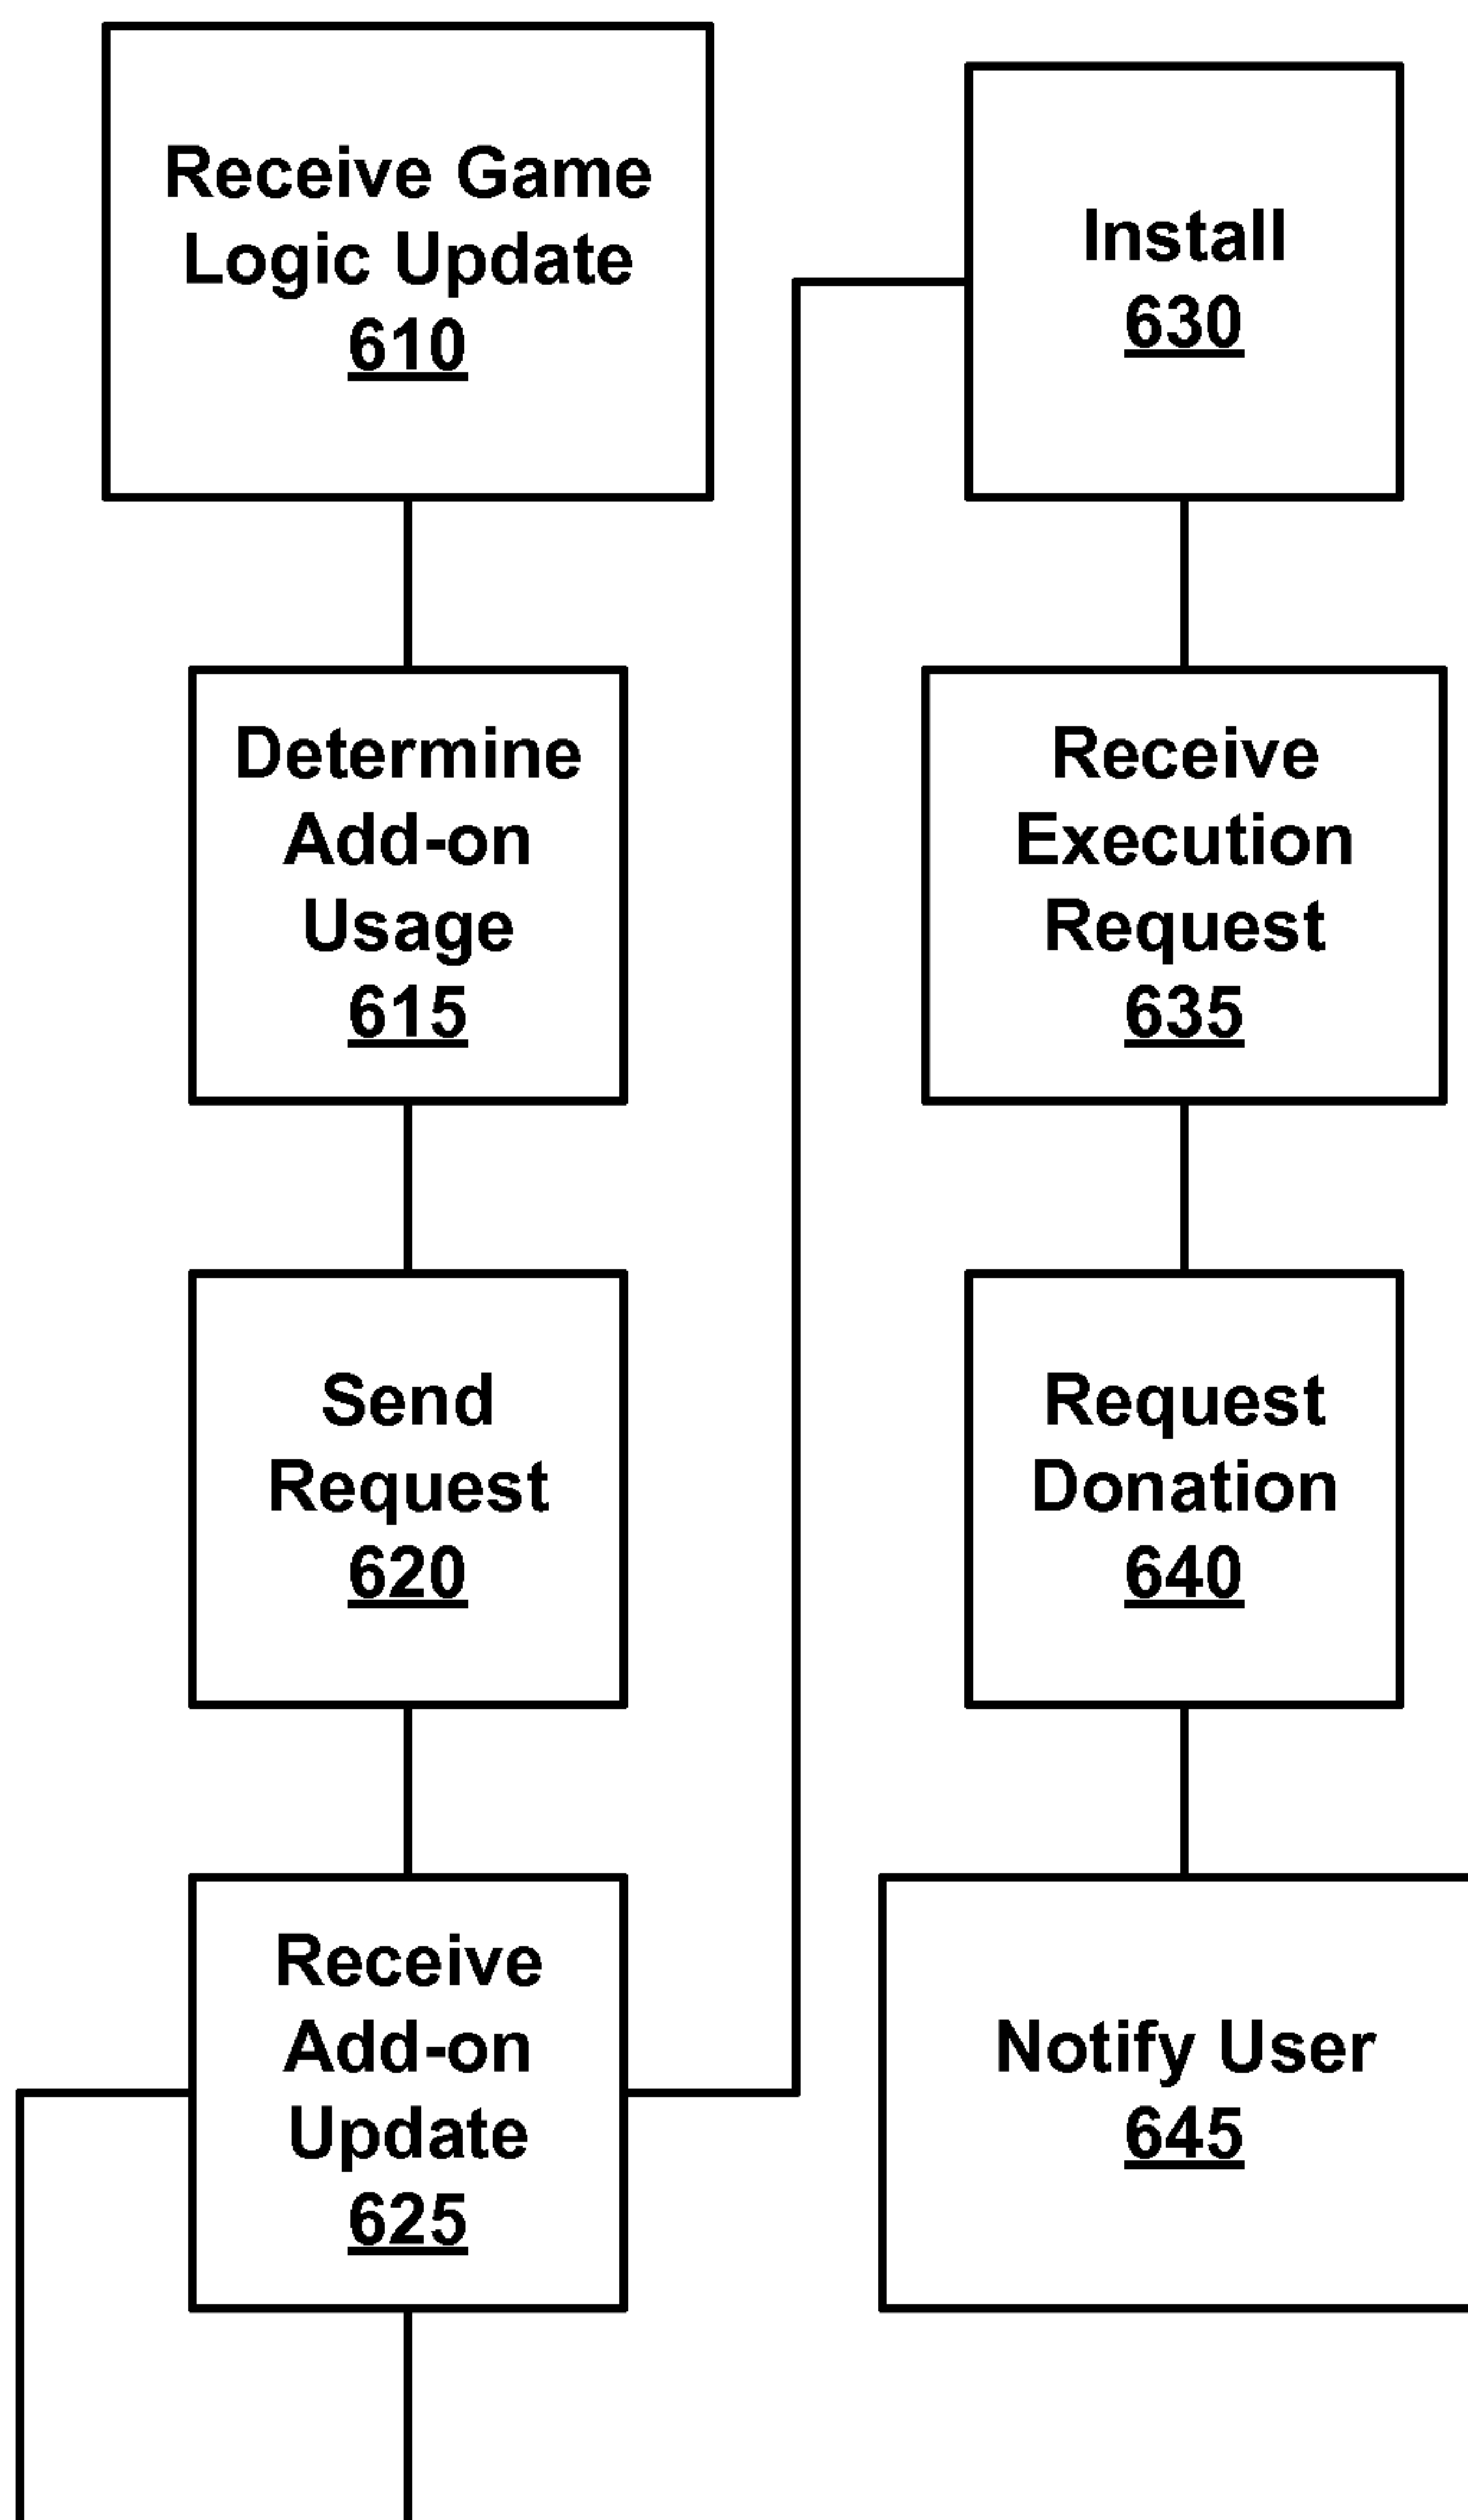 Receive Game
Logic Update
610
Determine
Add-on
Usage
615
Send
Request
620
Receive
Add-on
Update
625
Install
630
Receive
Execution
Request
635
Request
Donation
640
Notify User
645